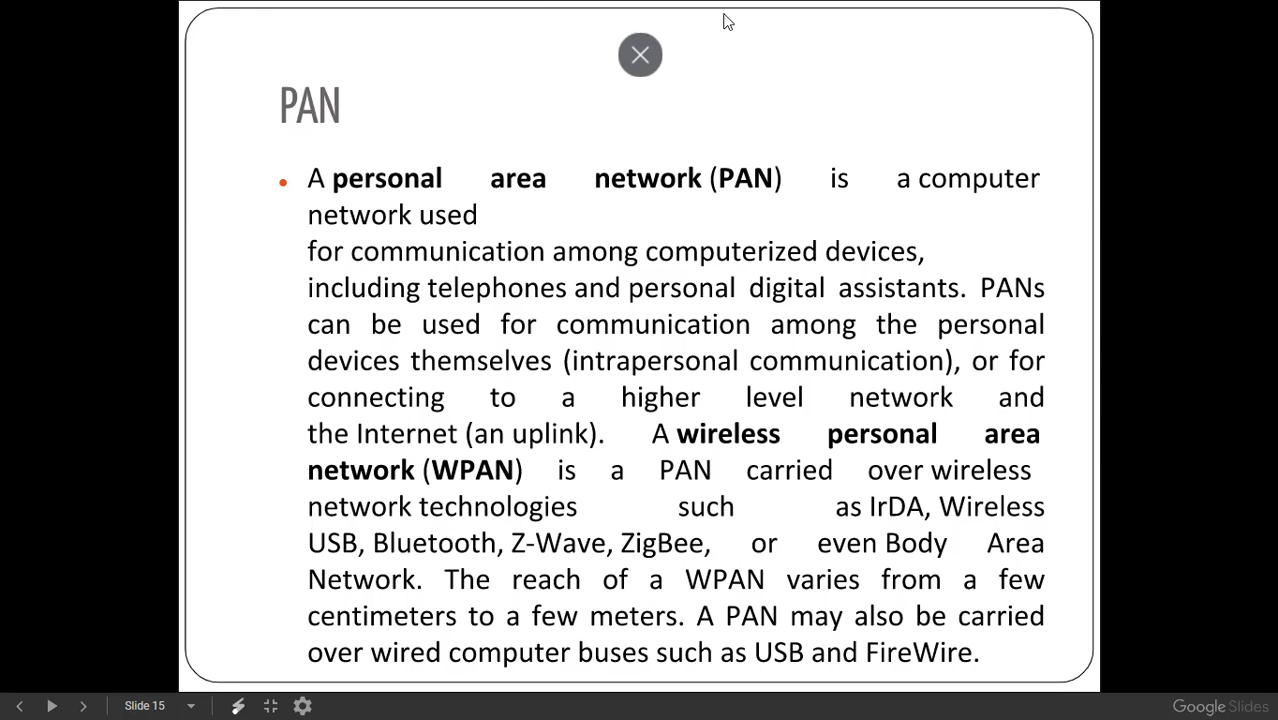 PAN
• A personal area network (PAN) is a computer
network used
for communication among computerized devices,
including telephones and personal digital assistants. PANs
can be used for communication among the personal
devices themselves (intrapersonal communication), or for
connecting to a higher level network and
the Internet (an uplink). A wireless personal area
network (WPAN) is a PAN carried over wireless
network technologies such as IrDA, Wireless
USB, Bluetooth, Z-Wave, ZigBee, or even Body Area
Network. The reach of a WPAN varies from a few
centimeters to a few meters. A PAN may also be carried
over wired computer buses such as USB and FireWire.
Slide 15
Google Slides